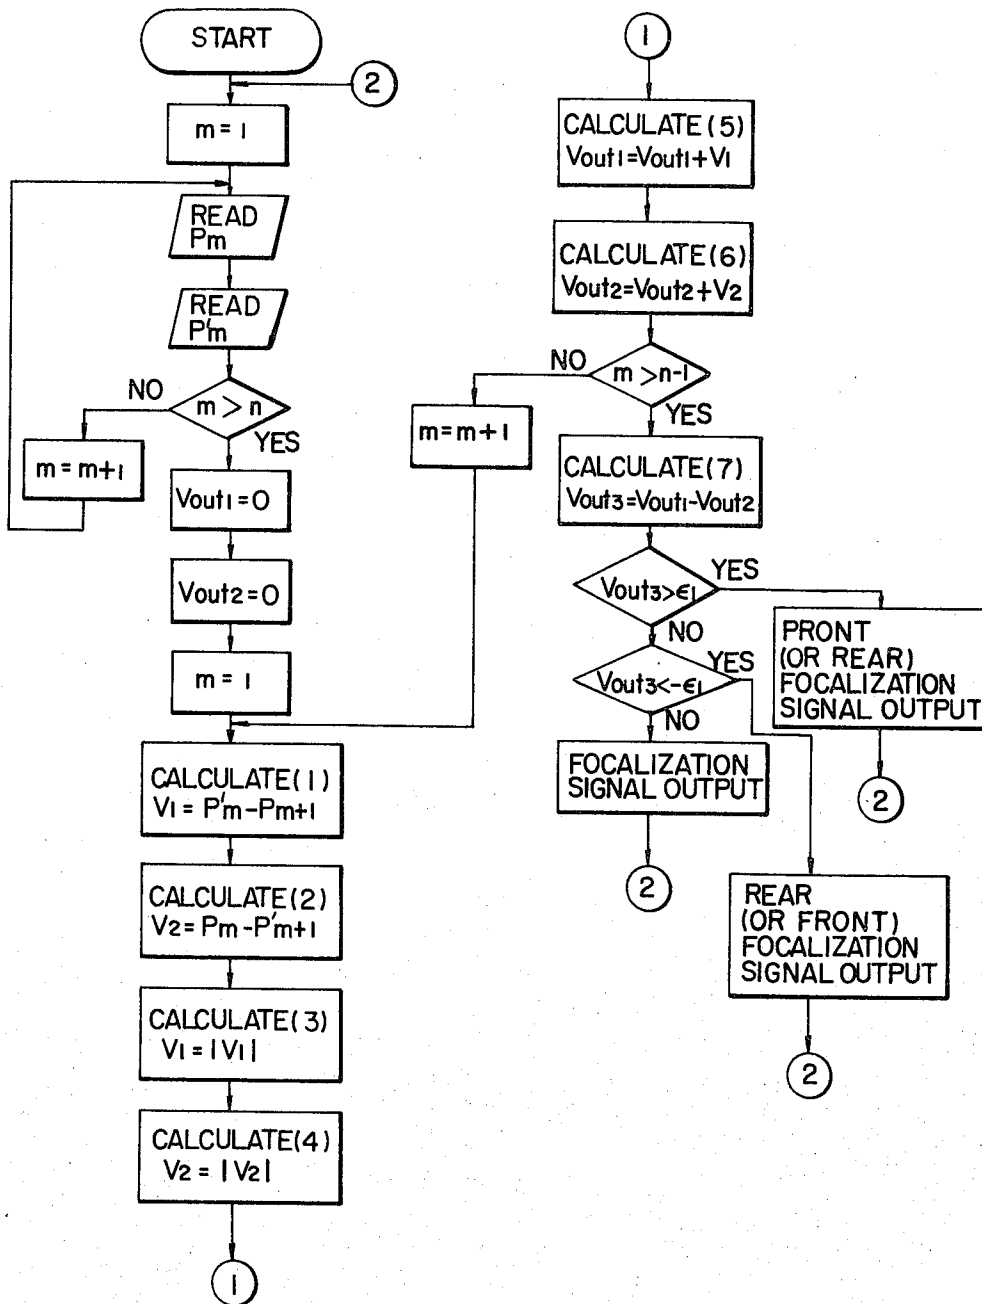 START
2
m = 1
READ
Pm
READ
P'm
NO
m > n
YES
m = m+1
Vout1=0
Vout2=0
m = 1
CALCULATE(1)
V1 = P'm-Pm+1
CALCULATE(2)
V2=Pm-P'm+1
CALCULATE(3)
V1 = |V1|
CALCULATE(4)
V2 = |V2|
1
1
CALCULATE(5)
Vout1=Vout1+V1
CALCULATE(6)
Vout2=Vout2+V2
NO
m >n-1
YES
m=m+1
CALCULATE(7)
Vout3=Vout1-Vout2
Vout3>ϵ1
YES
NO
PRONT
(OR REAR)
FOCALIZATION
SIGNAL OUTPUT
2
Vout3<-ϵ1
YES
NO
FOCALIZATION
SIGNAL OUTPUT
2
REAR
(OR FRONT)
FOCALIZATION
SIGNAL OUTPUT
2